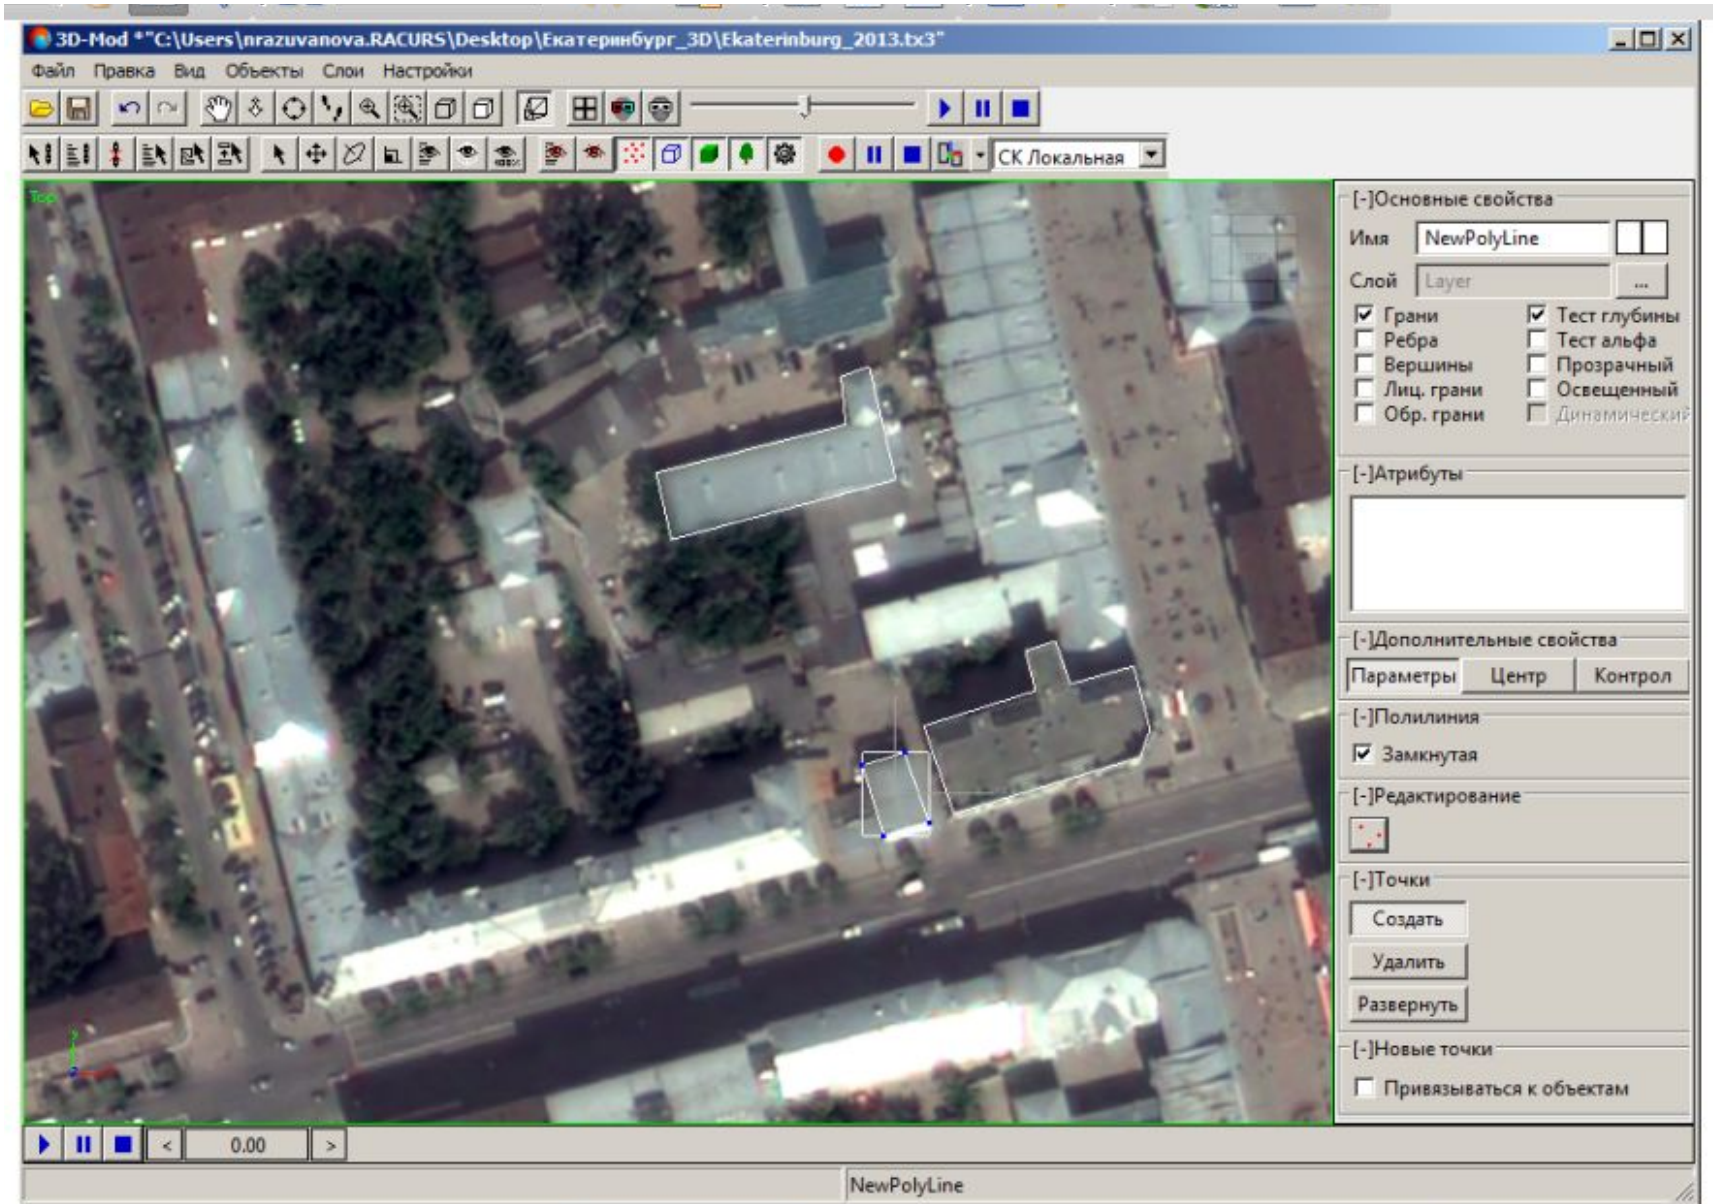 3D-Mod *"C:\Users\nrazuvanova.RACURS\Desktop\Екатеринбург_3D\Ekaterinburg_2013.tx3"
Файл Правка Вид Объекты Слои Настройки
СК Локальная
Top
[-]Основные свойства
Имя NewPolyLine
Слой Layer ...
Грани Тест глубины
Ребра Тест альфа
Вершины Прозрачный
Лиц. грани Освещенный
Обр. грани Динамический
[-]Атрибуты
[-]Дополнительные свойства
Параметры Центр Контрол
[-]Полилиния
Замкнутая
[-]Редактирование
[-]Точки
Создать
Удалить
Развернуть
[-]Новые точки
Привязываться к объектам
< 0.00 >
NewPolyLine